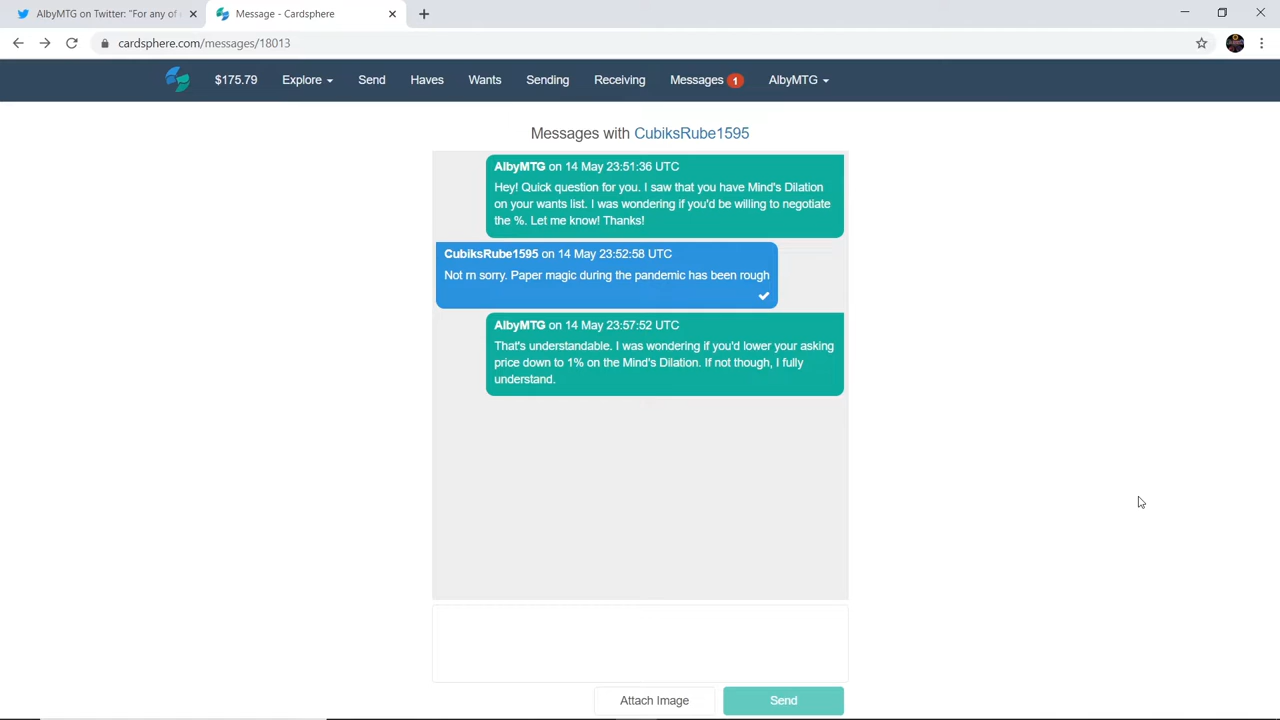 AlbyMTG on Twitter: "For any of
Message - Cardsphere
cardsphere.com/messages/18013
$175.79 Explore Send Haves Wants Sending Receiving Messages 1 AlbyMTG
Messages with CubiksRube1595
AlbyMTG on 14 May 23:51:36 UTC
Hey! Quick question for you. I saw that you have Mind's Dilation
on your wants list. I was wondering if you'd be willing to negotiate
the %. Let me know! Thanks!
CubiksRube1595 on 14 May 23:52:58 UTC
Not rn sorry. Paper magic during the pandemic has been rough
AlbyMTG on 14 May 23:57:52 UTC
That's understandable. I was wondering if you'd lower your asking
price down to 1% on the Mind's Dilation. If not though, I fully
understand.
Attach Image
Send